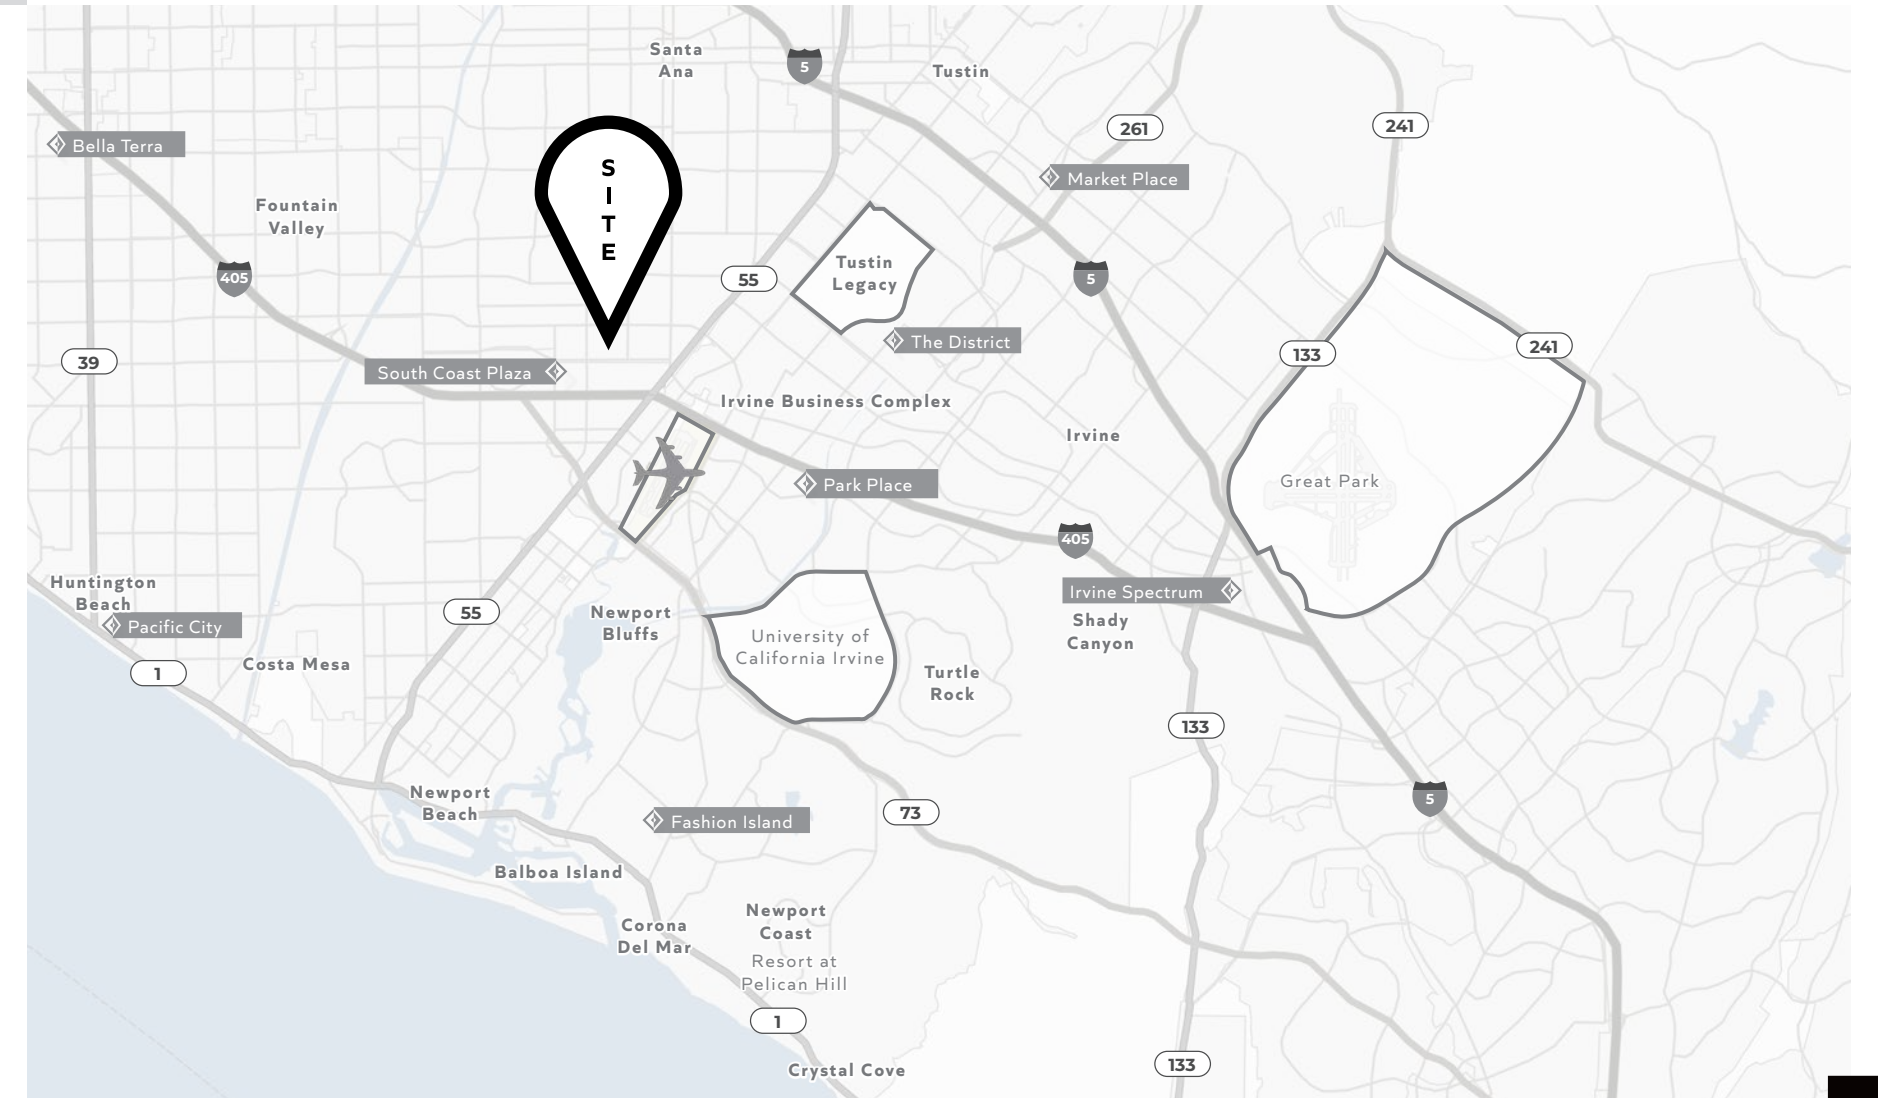 Santa
Ana
5
Tustin
261
241
Bella Terra
S
I
T
E
Market Place
Fountain
Valley
405
55
Tustin
Legacy
5
The District
133
241
39
South Coast Plaza
Irvine Business Complex
Irvine
Great Park
Park Place
405
Huntington
Beach
Pacific City
55
Newport
Bluffs
Irvine Spectrum
Shady
Canyon
University of
California Irvine
1
Costa Mesa
Turtle
Rock
133
Newport
Beach
Fashion Island
73
5
Balboa Island
Corona
Del Mar
Newport
Coast
Resort at
Pelican Hill
1
Crystal Cove
133